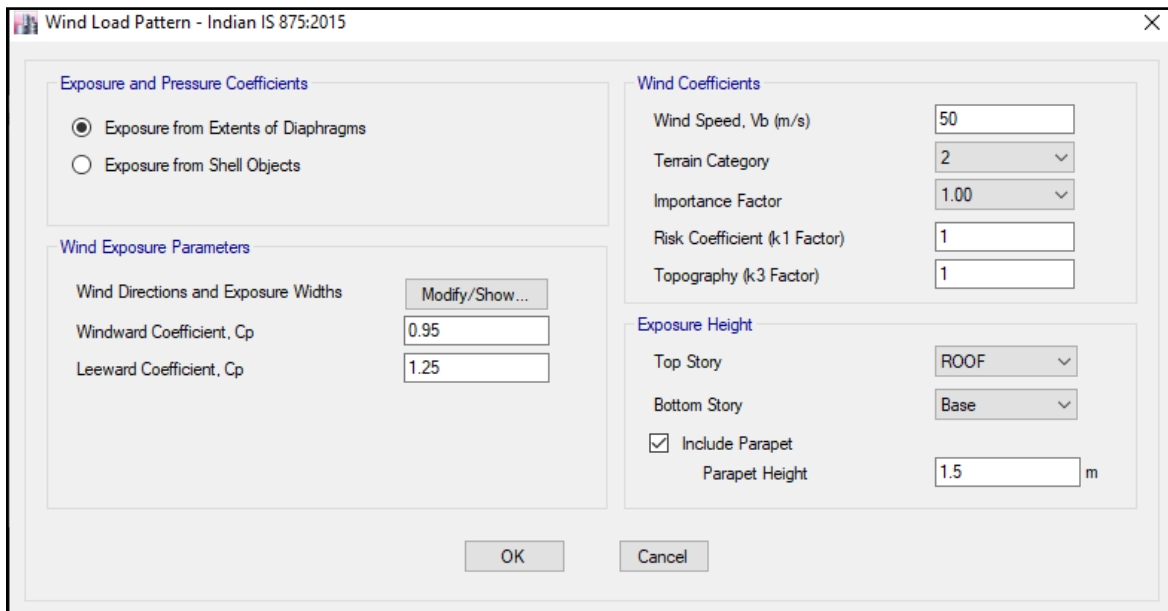 Wind Load Pattern - Indian IS 875:2015
Exposure and Pressure Coefficients
Exposure from Extents of Diaphragms
Exposure from Shell Objects
Wind Exposure Parameters
Wind Directions and Exposure Widths Modify/Show...
Windward Coefficient, Cp 0.95
Leeward Coefficient, Cp 1.25
Wind Coefficients
Wind Speed, Vb (m/s) 50
Terrain Category 2
Importance Factor 1.00
Risk Coefficient (k1 Factor) 1
Topography (k3 Factor) 1
Exposure Height
Top Story ROOF
Bottom Story Base
Include Parapet
Parapet Height 1.5 m
OK Cancel